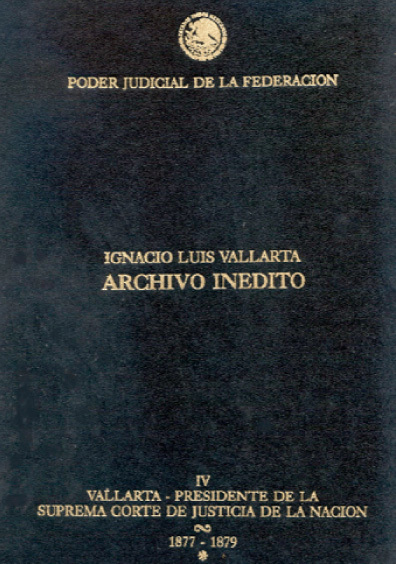 PODER JUDICIAL DE LA FEDERACION
IGNACIO LUIS VALLARTA
ARCHIVO INEDITO
IV
VALLARTA - PRESIDENTE DE LA
SUPREMA CORTE DE JUSTICIA DE LA NACION
1877 - 1879
*